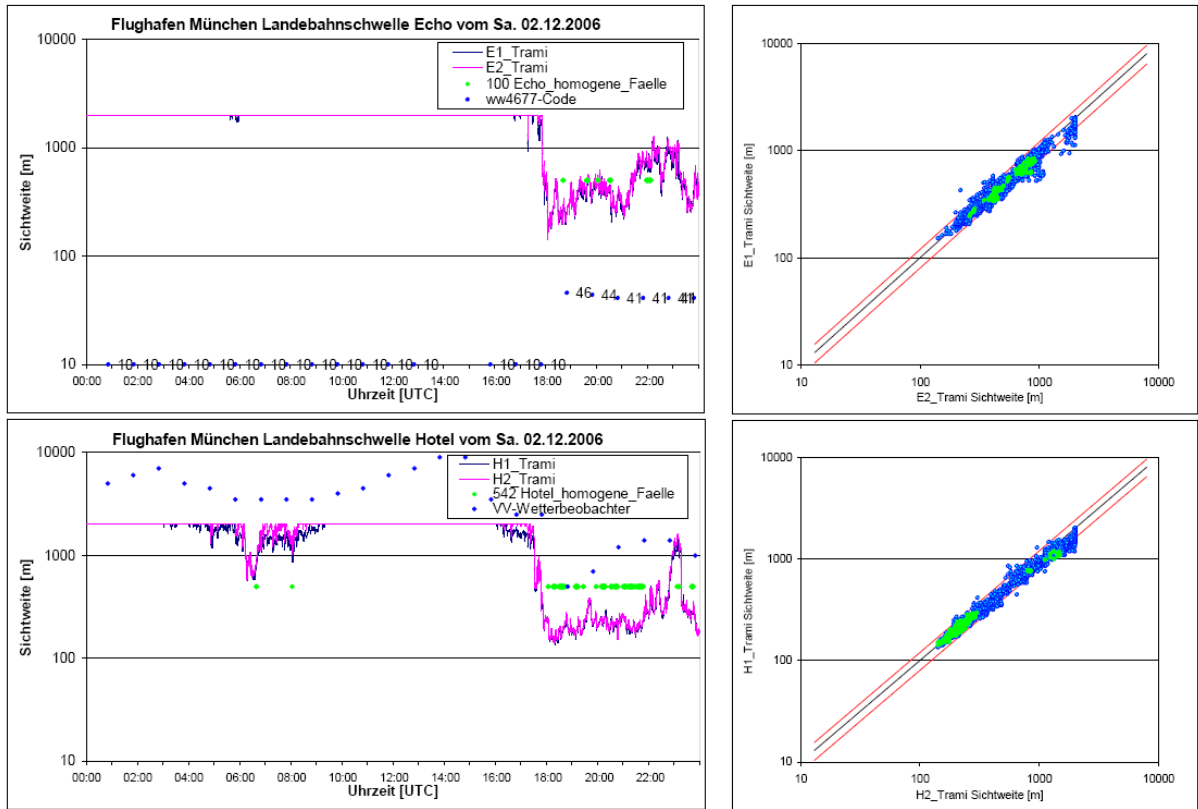 Flughafen München Landebahnschwelle Echo vom Sa. 02.12.2006
E1_Trami
E2_Trami
100 Echo_homogene_Faelle
ww4677-Code
Sichtweite [m]
10000
1000
100
10
46 44 41 41 41 41
10 10 10 10 10 10 10 10 10 10 10 10 10 10 10 10
00:00 02:00 04:00 06:00 08:00 10:00 12:00 14:00 16:00 18:00 20:00 22:00
Uhrzeit [UTC]
E1_Trami Sichtweite [m]
10000
1000
100
10
10 100 1000 10000
E2_Trami Sichtweite [m]
Flughafen München Landebahnschwelle Hotel vom Sa. 02.12.2006
H1_Trami
H2_Trami
542 Hotel_homogene_Faelle
VV-Wetterbeobachter
Sichtweite [m]
10000
1000
100
10
00:00 02:00 04:00 06:00 08:00 10:00 12:00 14:00 16:00 18:00 20:00 22:00
Uhrzeit [UTC]
H1_Trami Sichtweite [m]
10000
1000
100
10
10 100 1000 10000
H2_Trami Sichtweite [m]